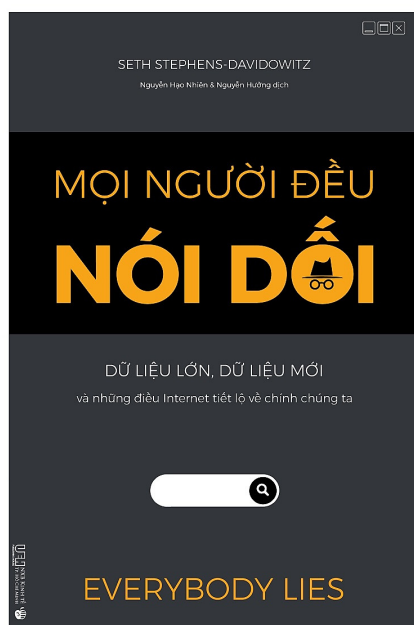 SETH STEPHENS-DAVIDOWITZ
Nguyễn Hạo Nhiên & Nguyễn Hưởng dịch
MỌI NGƯỜI ĐỀU
NÓI DỐI
DỮ LIỆU LỚN, DỮ LIỆU MỚI
và những điều Internet tiết lộ về chính chúng ta
EVERYBODY LIES